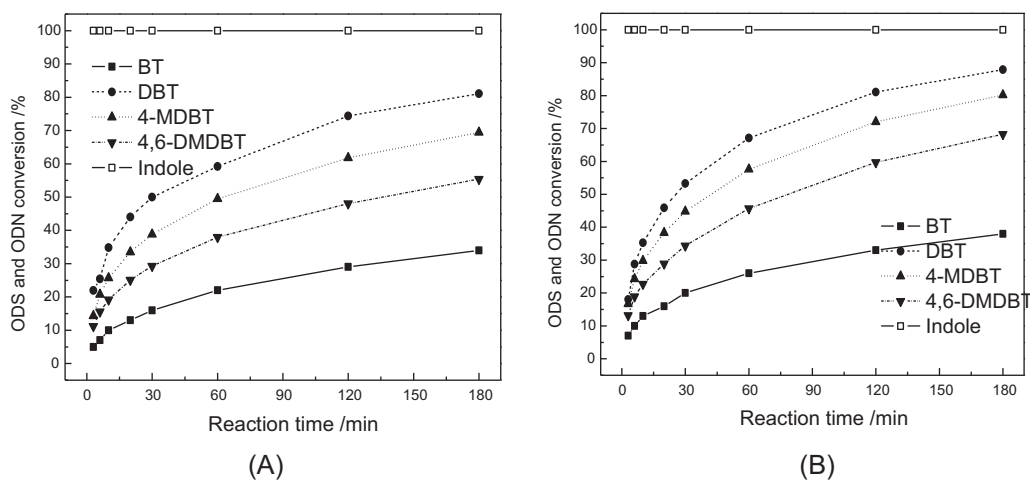 100
90
80
70
60
50
40
30
20
10
0
ODS and ODN conversion /%
BT
DBT
4-MDBT
4,6-DMDBT
Indole
0 30 60 90 120 150 180
Reaction time /min
(A)
100
90
80
70
60
50
40
30
20
10
0
ODS and ODN conversion /%
BT
DBT
4-MDBT
4,6-DMDBT
Indole
0 30 60 90 120 150 180
Reaction time /min
(B)